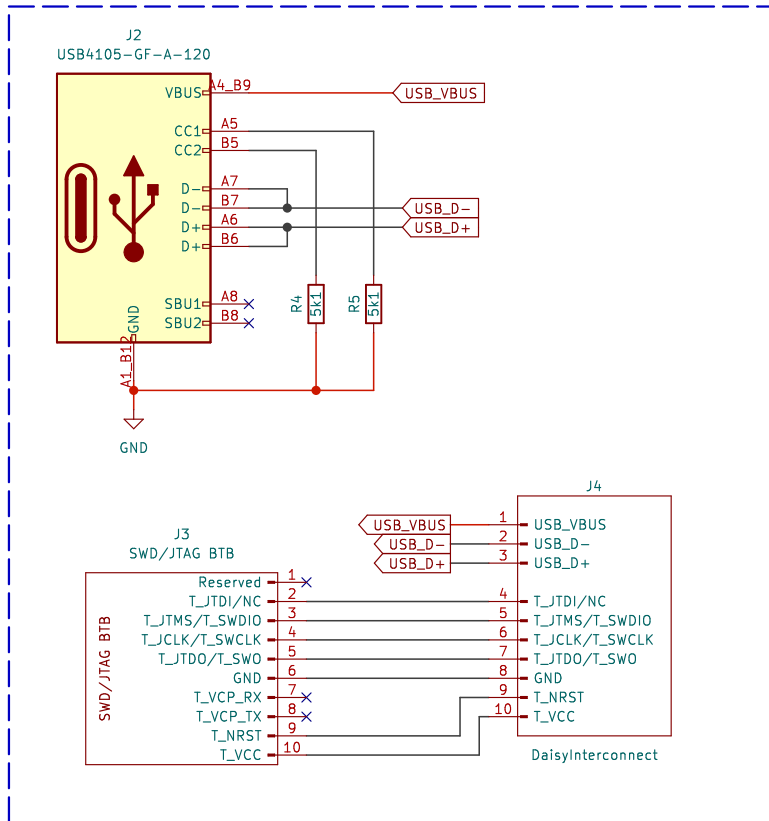 J2
USB4105-GF-A-120
VBUS A4_B9 USB_VBUS
CC1 A5
CC2 B5
D- A7
D- B7 USB_D-
D+ A6 USB_D+
D+ B6
SBU1 A8
SBU2 B8
GND
A1_B12
R4 5k1
R5 5k1
GND
J4
1 USB_VBUS
2 USB_D-
3 USB_D+
USB_VBUS
USB_D-
USB_D+
4 T_JTDI/NC
5 T_JTMS/T_SWDIO
6 T_JCLK/T_SWCLK
7 T_JTDO/T_SWO
8 GND
9 T_NRST
10 T_VCC
DaisyInterconnect
J3
SWD/JTAG BTB
SWD/JTAG BTB
Reserved 1
T_JTDI/NC 2
T_JTMS/T_SWDIO 3
T_JCLK/T_SWCLK 4
T_JTDO/T_SWO 5
GND 6
T_VCP_RX 7
T_VCP_TX 8
T_NRST 9
T_VCC 10